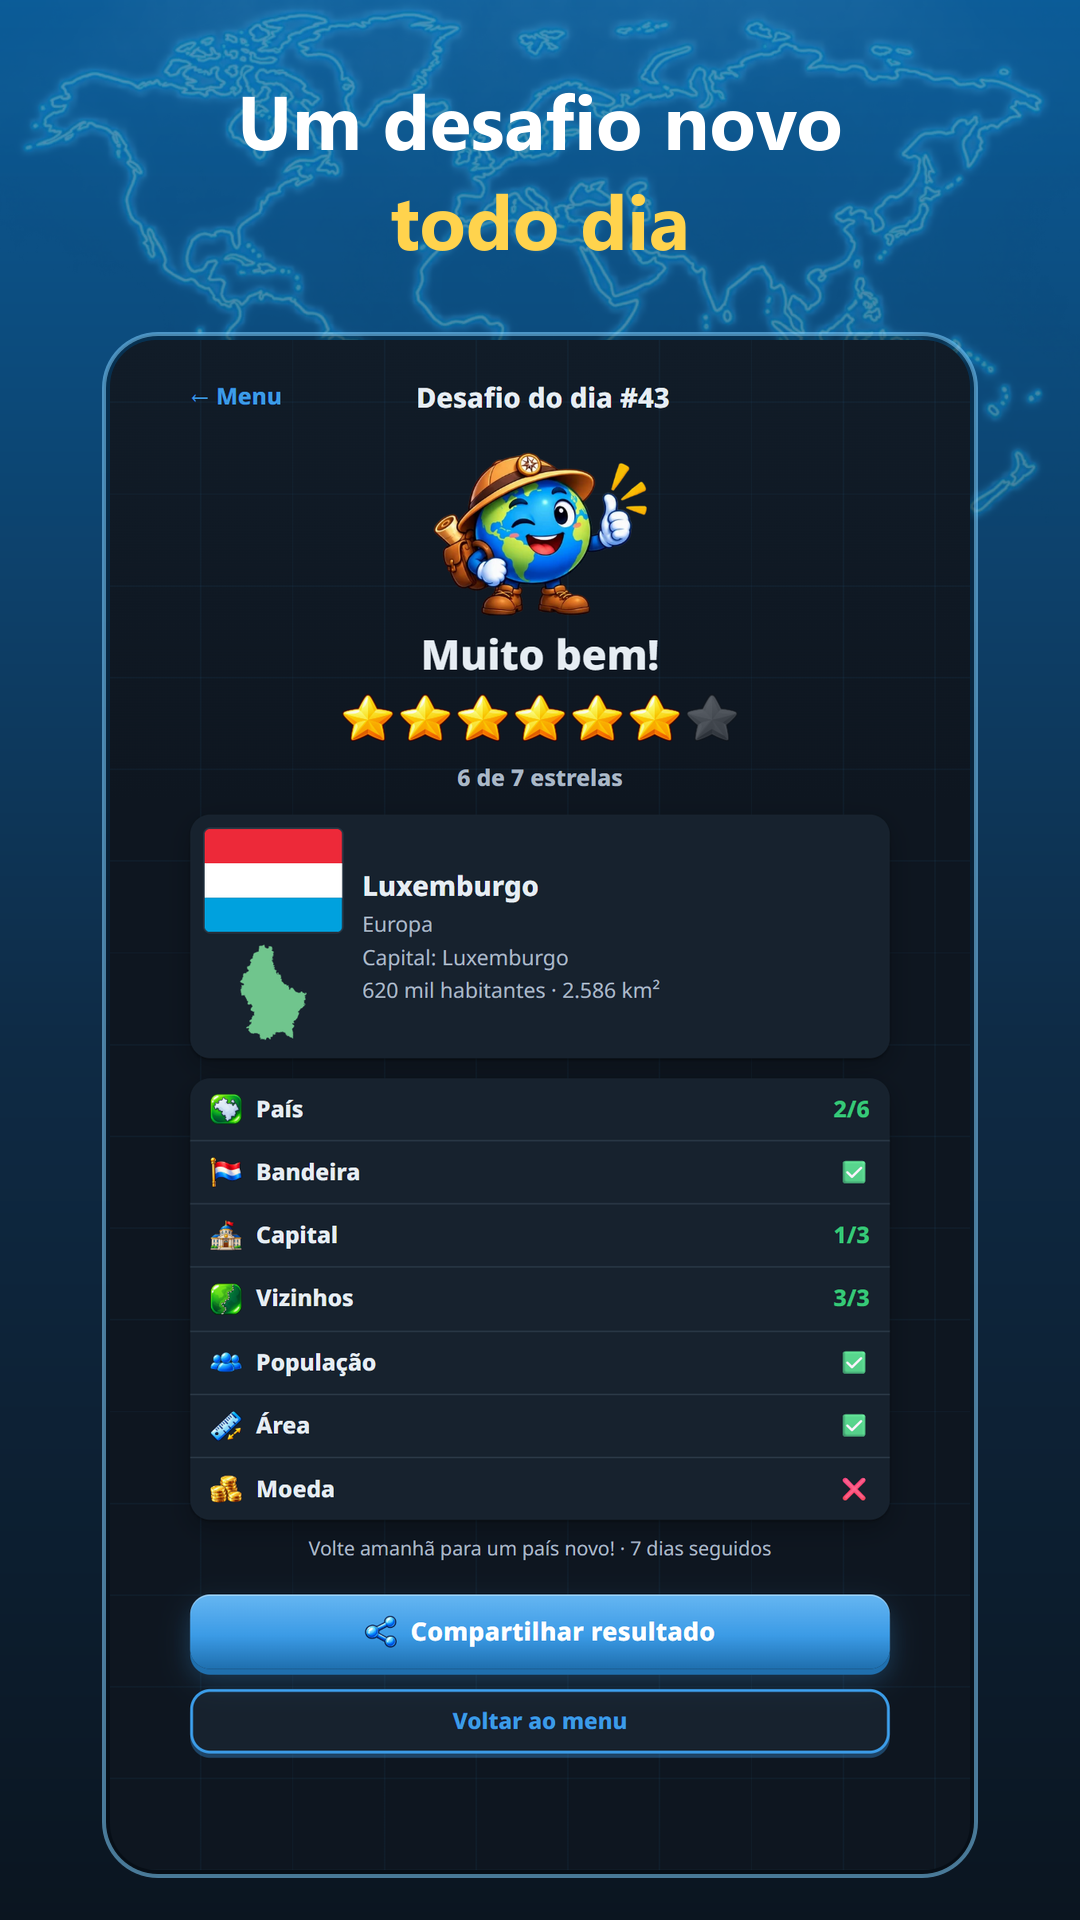 Um desafio novo
todo dia
← Menu
Desafio do dia #43
Muito bem!
6 de 7 estrelas
Luxemburgo
Europa
Capital: Luxemburgo
620 mil habitantes · 2.586 km²
País 2/6
Bandeira ✅
Capital 1/3
Vizinhos 3/3
População ✅
Área ✅
Moeda ❌
Volte amanhã para um país novo! · 7 dias seguidos
Compartilhar resultado
Voltar ao menu